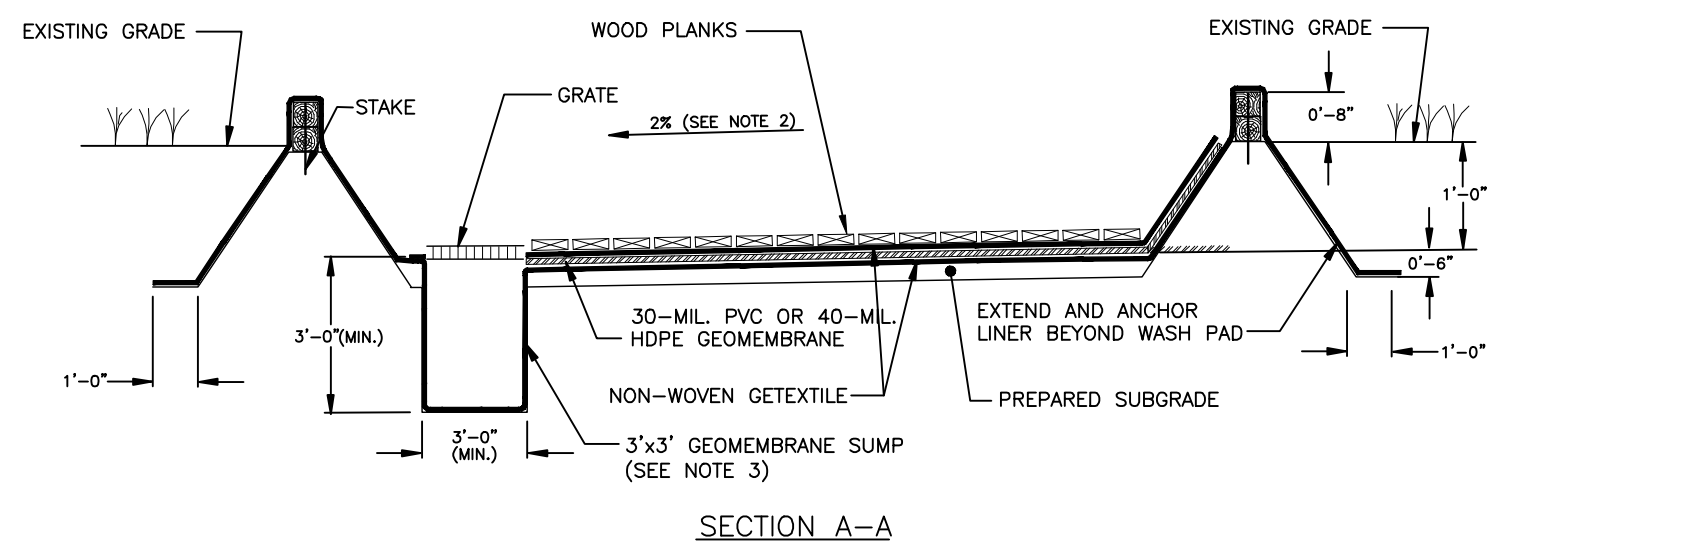 EXISTING GRADE
WOOD PLANKS
EXISTING GRADE
GRATE
STAKE
2% (SEE NOTE 2)
0'-8"
1'-0"
0'-6"
30-MIL. PVC OR 40-MIL.
HDPE GEOMEMBRANE
EXTEND AND ANCHOR
LINER BEYOND WASH PAD
3'-0"(MIN.)
1'-0"
1'-0"
NON-WOVEN GETEXTILE
PREPARED SUBGRADE
3'-0"
(MIN.)
3'x3' GEOMEMBRANE SUMP
(SEE NOTE 3)
SECTION A-A